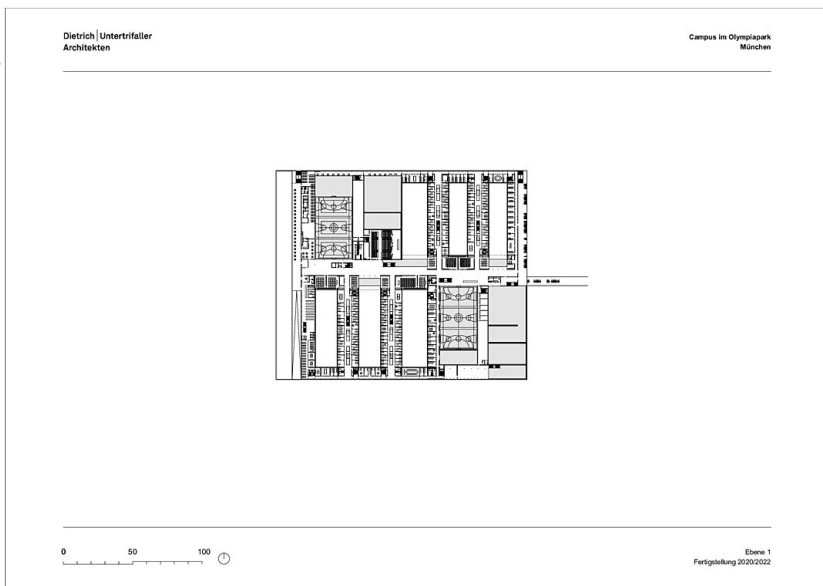 Dietrich | Untertrifaller
Architekten
Campus im Olympiapark
München
0 50 100
Ebene 1
Fertigstellung 2020/2022